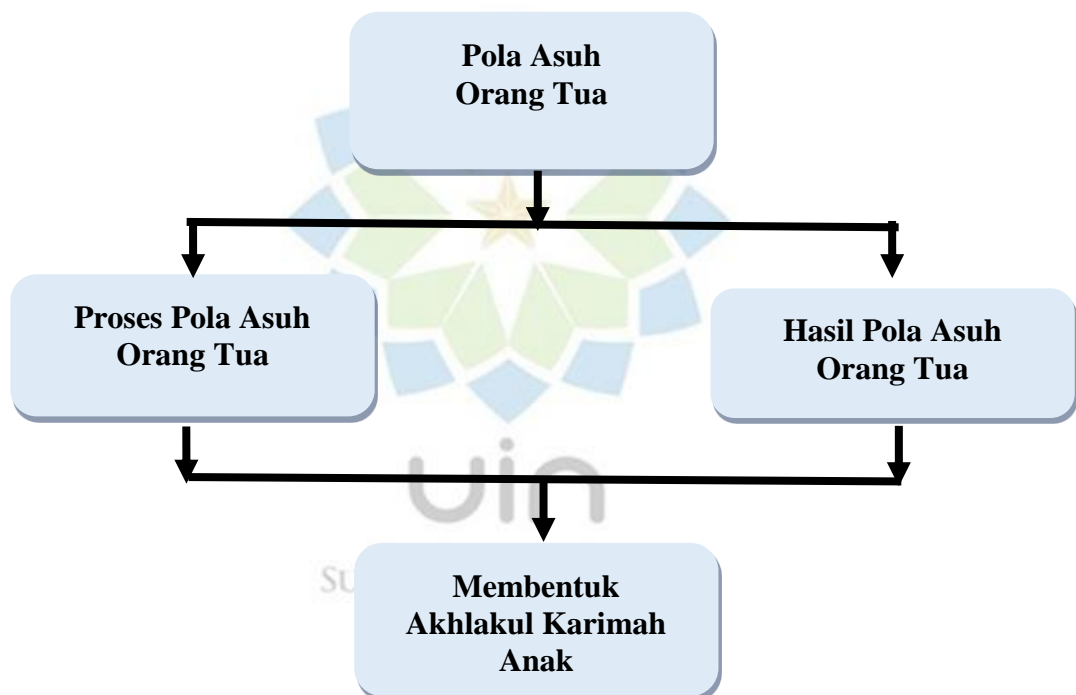 Pola Asuh
Orang Tua
Proses Pola Asuh
Orang Tua
Hasil Pola Asuh
Orang Tua
uin
Membentuk
Akhlakul Karimah
Anak